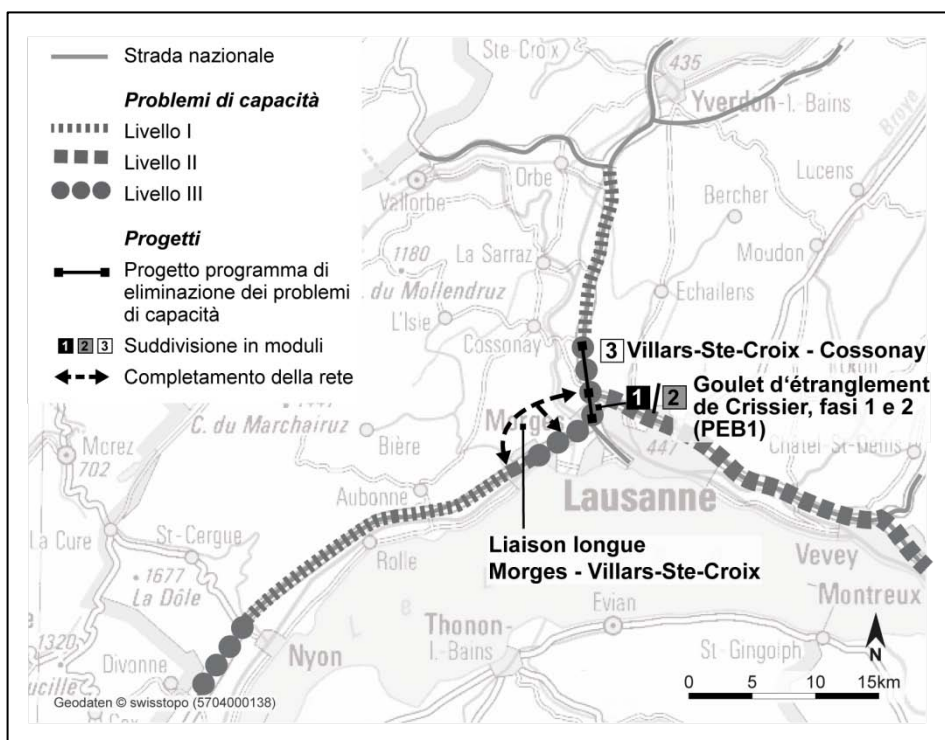 Strada nazionale
Problemi di capacità
Livello I
Livello II
Livello III
Progetti
Progetto programma di
eliminazione dei problemi
di capacità
1 2 3 Suddivisione in moduli
Completamento della rete
Ste-Croix
435
Yverdon-l.-Bains
Broye
Orbe
Vallorbe
Lucens
Bercher
Moudon
La Sarraz
1180
C. du Mollendruz
Echallens
L'Isle
Cossonay
3 Villars-Ste-Croix - Cossonay
1 / 2 Goulet d'étranglement
de Crissier, fasi 1 e 2
(PEB1)
C. du Marchairuz
Morges
Morez
702
Bière
447
Châtel-St-Denis
Lausanne
Aubonne
La Cure
St-Cergue
Rolle
Vevey
Liaison longue
Morges - Villars-Ste-Croix
1677
La Dôle
Montreux
1320
Evian
Thonon-
l.-Bains
Nyon
Divonne
St-Gingolph
N
0 5 10 15km
Geodaten © swisstopo (5704000138)